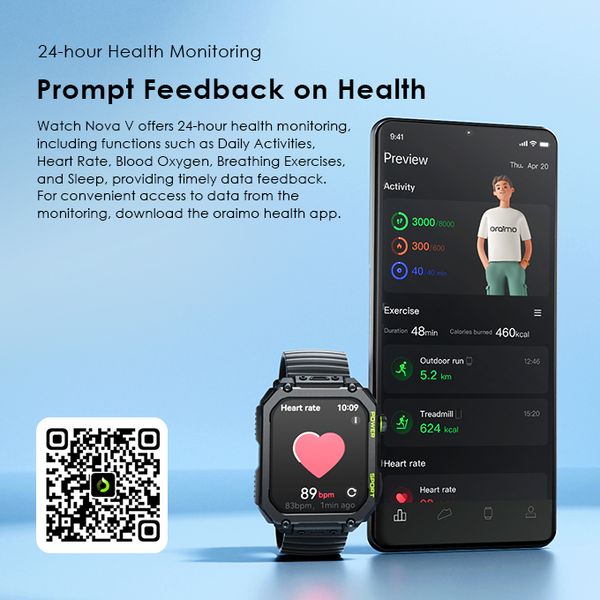 24-hour Health Monitoring
Prompt Feedback on Health
Watch Nova V offers 24-hour health monitoring,
including functions such as Daily Activities,
Heart Rate, Blood Oxygen, Breathing Exercises,
and Sleep, providing timely data feedback.
For convenient access to data from the
monitoring, download the oraimo health app.
9:41
Preview
Thu, Apr 20
Activity
3000/8000
300/600
40/40 min
oraimo
Exercise
Duration 48min Calories burned 460kcal
Outdoor run 12:46
5.2 km
Treadmill 15:20
624 kcal
Heart rate
Heart rate
Heart rate 10:09
89 bpm
83bpm, 1min ago
POWER
SPORT